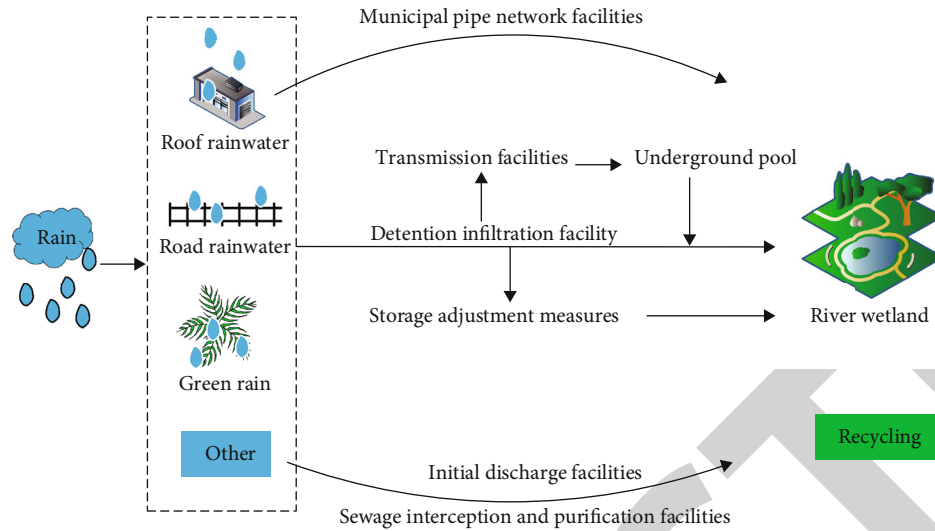 Municipal pipe network facilities
Roof rainwater
Transmission facilities
Underground pool
Rain
Road rainwater
Detention infiltration facility
Storage adjustment measures
River wetland
Green rain
Other
Recycling
Initial discharge facilities
Sewage interception and purification facilities